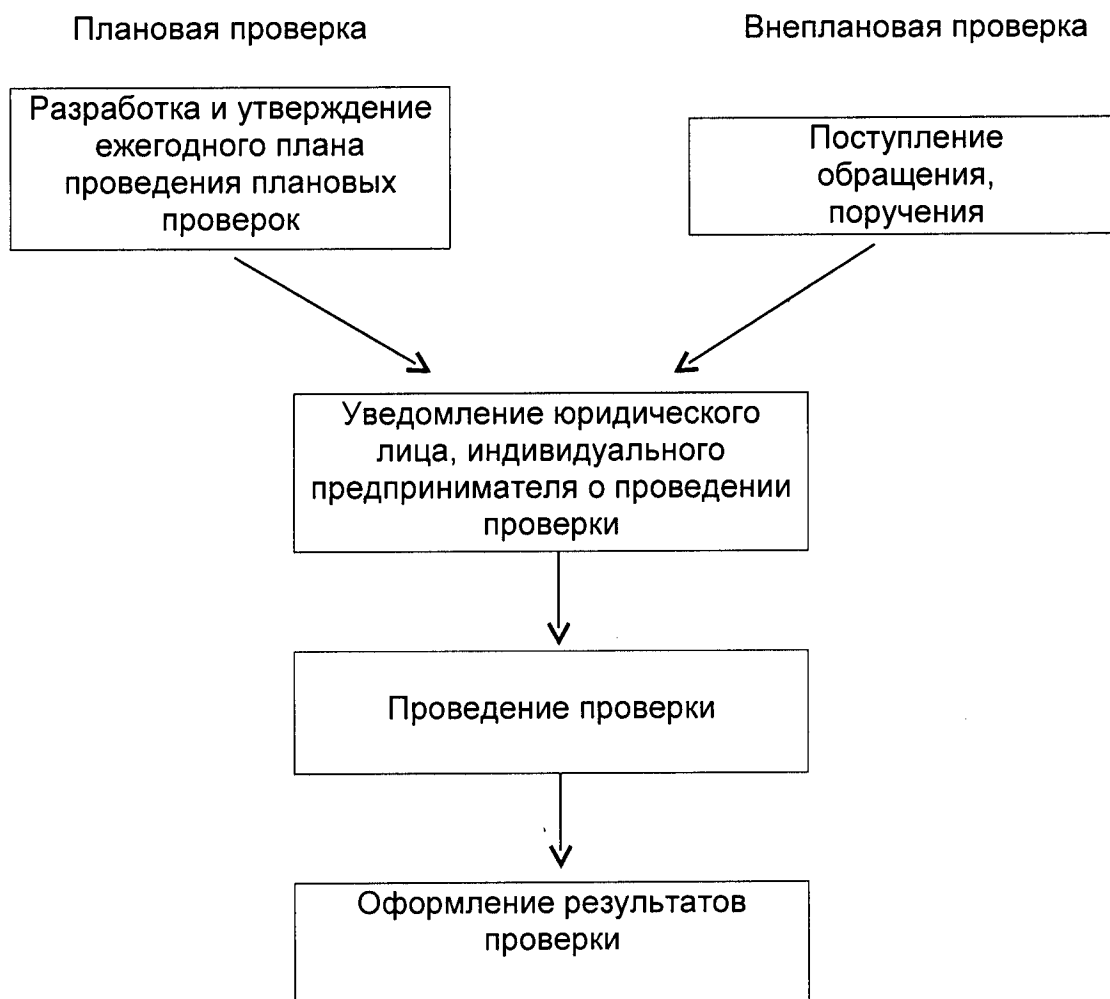 Плановая проверка
Внеплановая проверка
Разработка и утверждение
ежегодного плана
проведения плановых
проверок
Поступление
обращения,
поручения
Уведомление юридического
лица, индивидуального
предпринимателя о проведении
проверки
Проведение проверки
Оформление результатов
проверки